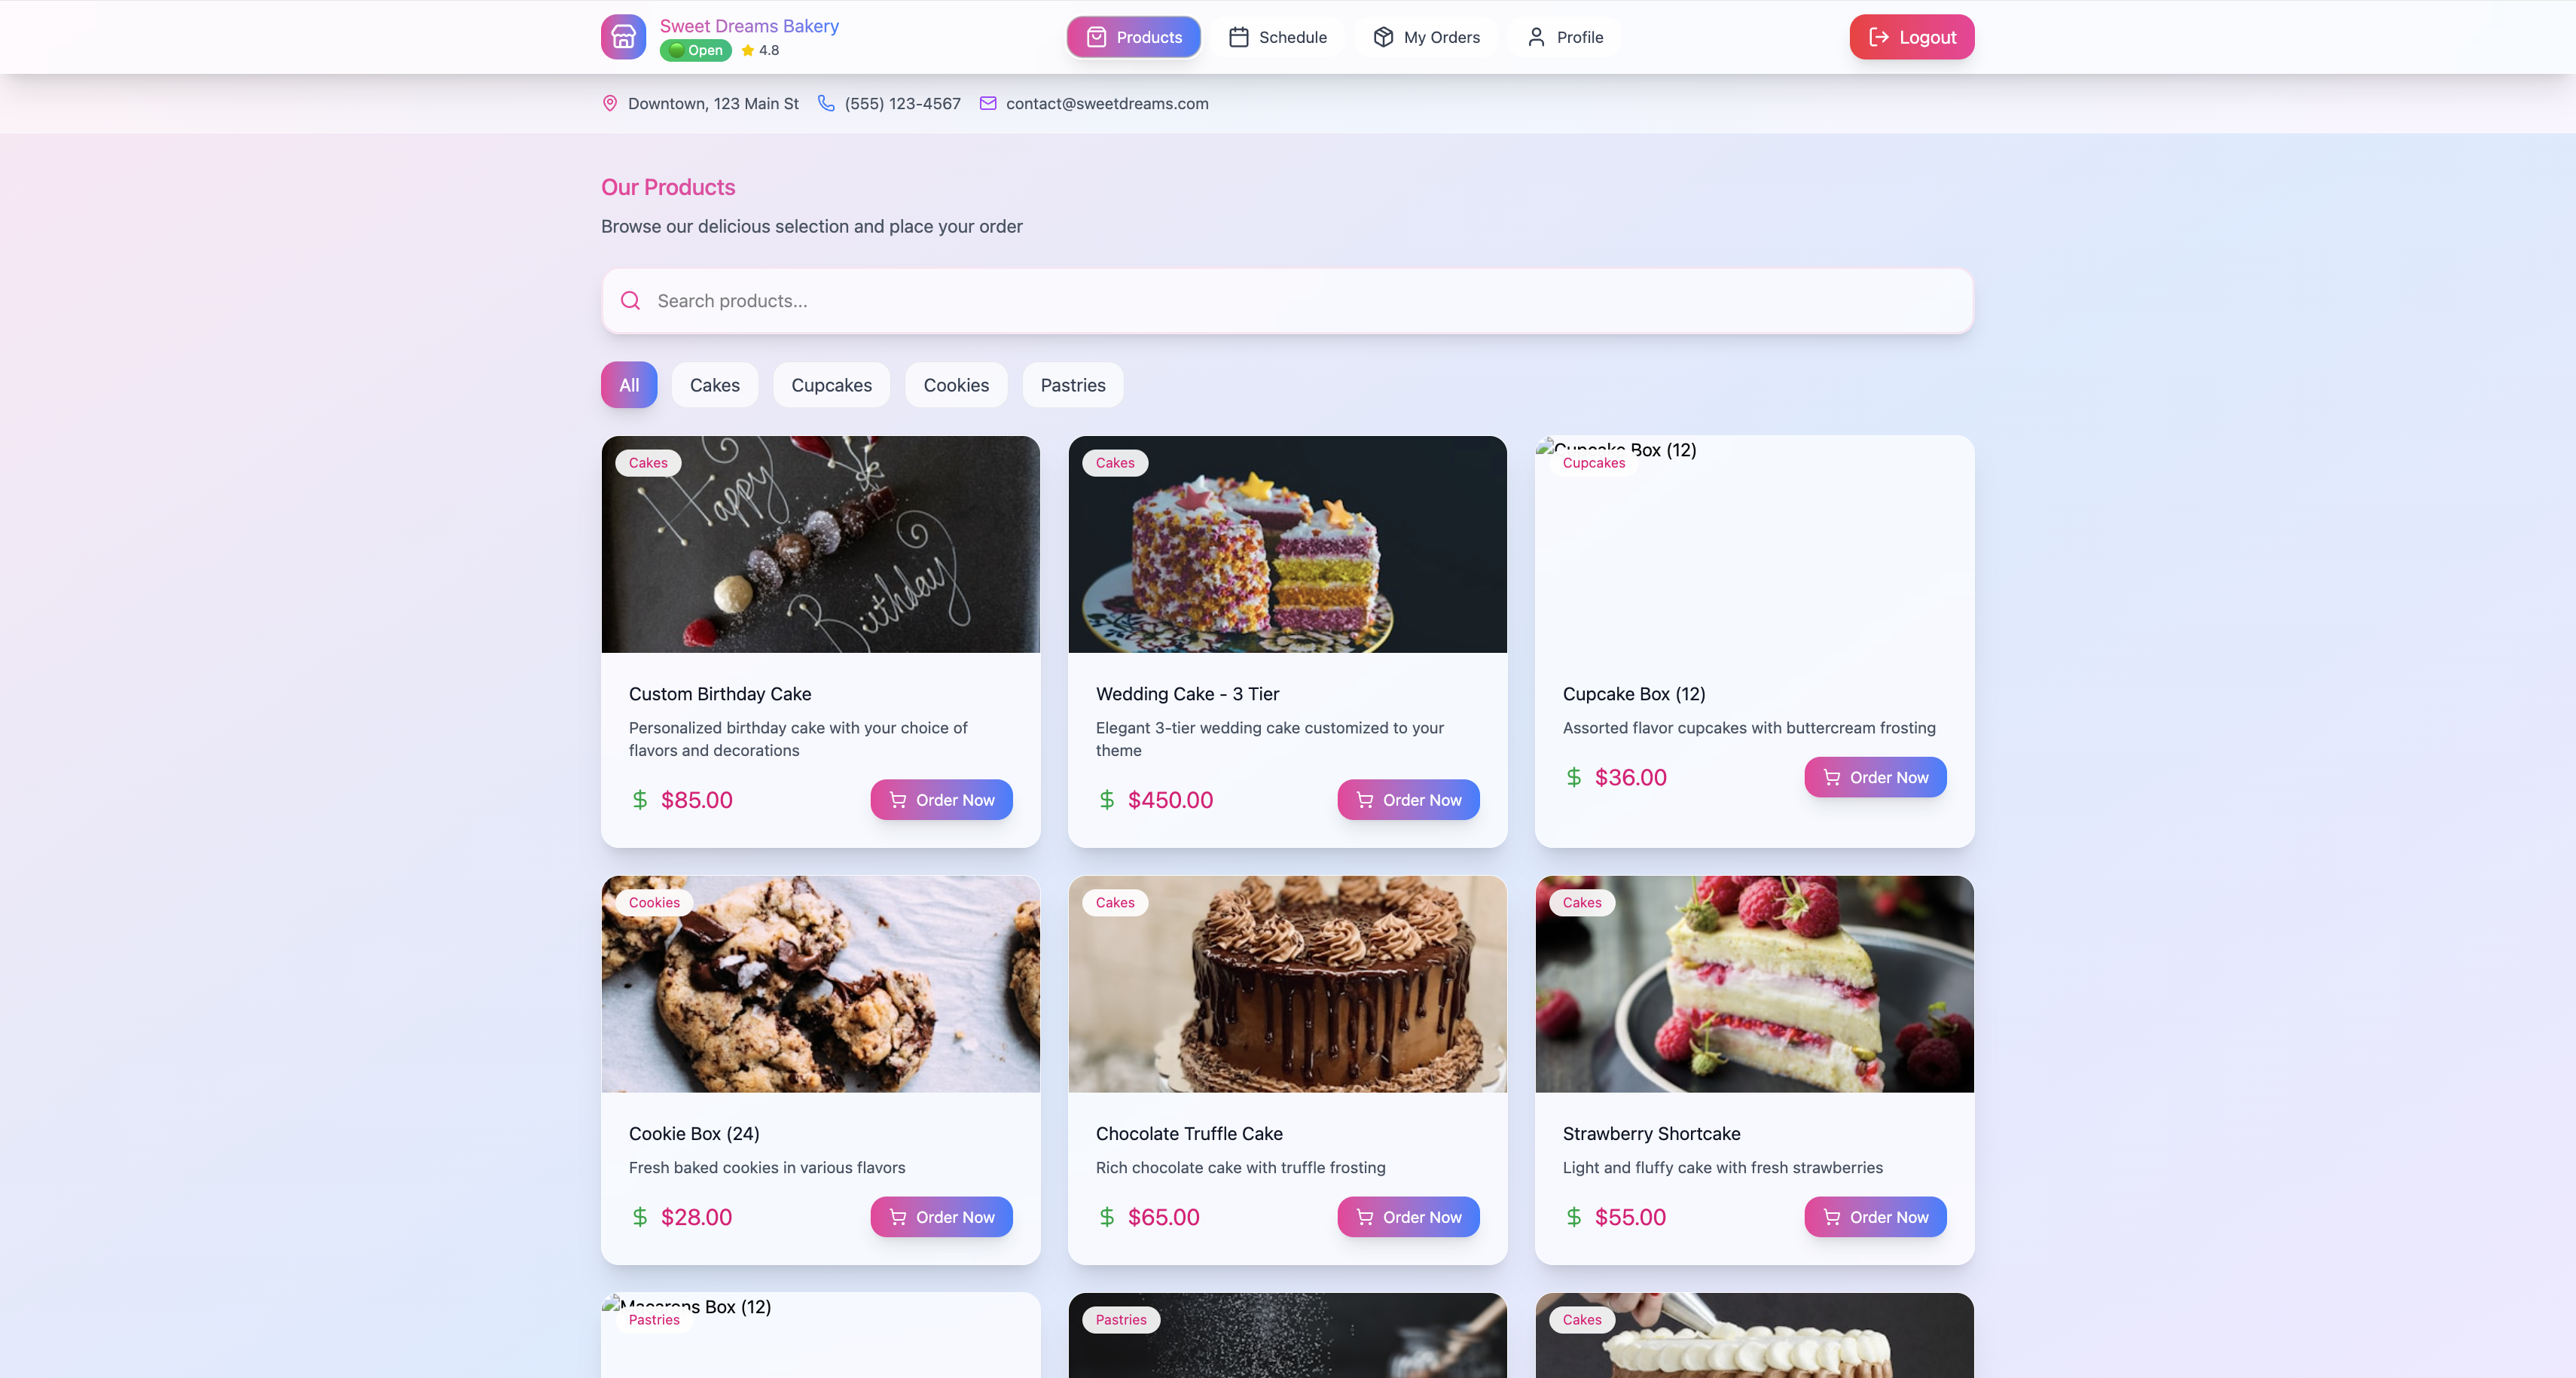 Sweet Dreams Bakery
Open 4.8
Products Schedule My Orders Profile
Logout
Downtown, 123 Main St (555) 123-4567 contact@sweetdreams.com
Our Products
Browse our delicious selection and place your order
Search products...
All Cakes Cupcakes Cookies Pastries
Cakes
Happy
Birthday
Custom Birthday Cake
Personalized birthday cake with your choice of
flavors and decorations
$ $85.00 Order Now
Cakes
Wedding Cake - 3 Tier
Elegant 3-tier wedding cake customized to your
theme
$ $450.00 Order Now
Cupcake Box (12)
Cupcakes
Cupcake Box (12)
Assorted flavor cupcakes with buttercream frosting
$ $36.00 Order Now
Cookies
Cookie Box (24)
Fresh baked cookies in various flavors
$ $28.00 Order Now
Cakes
Chocolate Truffle Cake
Rich chocolate cake with truffle frosting
$ $65.00 Order Now
Cakes
Strawberry Shortcake
Light and fluffy cake with fresh strawberries
$ $55.00 Order Now
Macarons Box (12)
Pastries
Pastries
Cakes